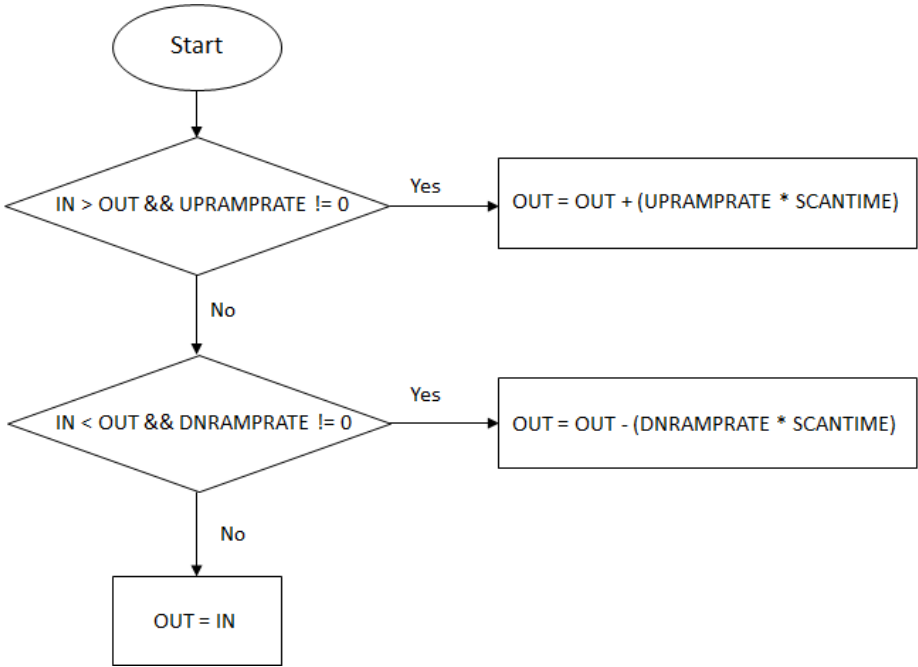 Start
IN > OUT && UPRAMPRATE != 0
Yes
OUT = OUT + (UPRAMPRATE * SCANTIME)
No
IN < OUT && DNRAMPRATE != 0
Yes
OUT = OUT - (DNRAMPRATE * SCANTIME)
No
OUT = IN